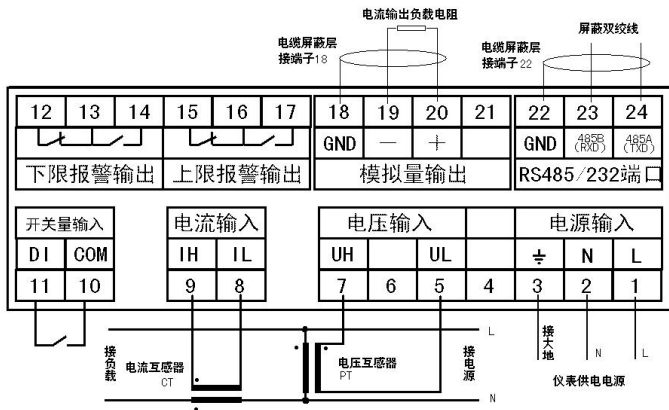 电流输出负载电阻
电缆屏蔽层
接端子18
电缆屏蔽层
接端子22
屏蔽双绞线
12 13 14 15 16 17 18 19 20 21 22 23 24
GND — + GND 485B (RXD) 485A (TXD)
下限报警输出 上限报警输出 模拟量输出 RS485/232端口
开关量输入 电流输入 电压输入 电源输入
DI COM IH IL UH UL ⏚ N L
11 10 9 8 7 6 5 4 3 2 1
接负载
电流互感器
CT
电压互感器
PT
接电源
L
N
接大地
N
L
仪表供电电源